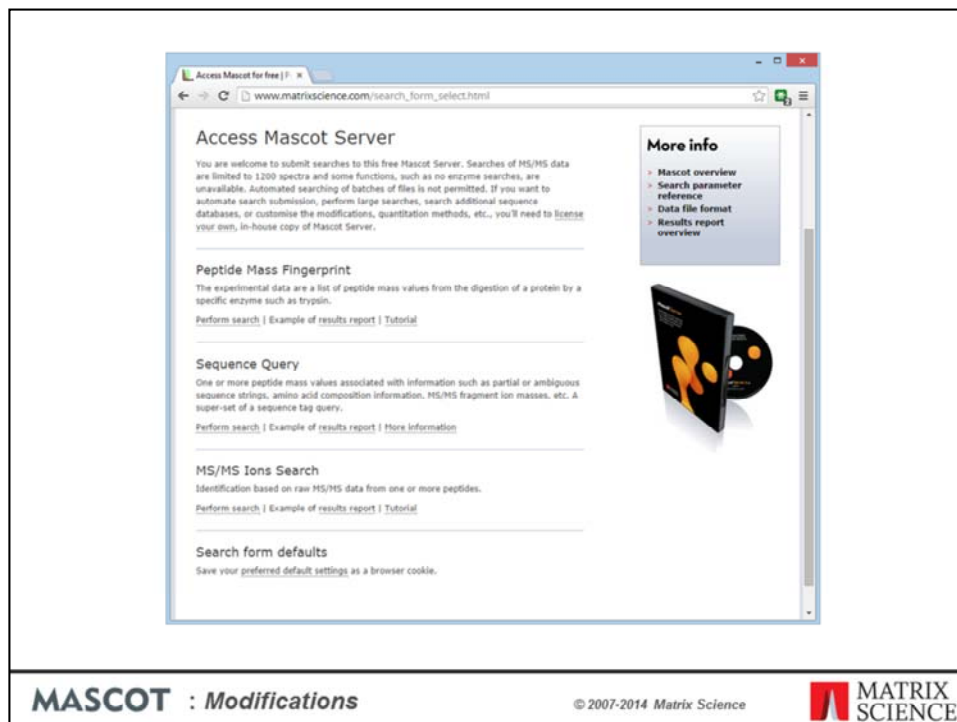 Access Mascot for free | P
www.matrixscience.com/search_form_select.html
Access Mascot Server
You are welcome to submit searches to this free Mascot Server. Searches of MS/MS data
are limited to 1200 spectra and some functions, such as no enzyme searches, are
unavailable. Automated searching of batches of files is not permitted. If you want to
automate search submission, perform large searches, search additional sequence
databases, or customise the modifications, quantitation methods, etc., you'll need to license
your own, in-house copy of Mascot Server.
Peptide Mass Fingerprint
The experimental data are a list of peptide mass values from the digestion of a protein by a
specific enzyme such as trypsin.
Perform search | Example of results report | Tutorial
Sequence Query
One or more peptide mass values associated with information such as partial or ambiguous
sequence strings, amino acid composition information, MS/MS fragment ion masses, etc. A
super-set of a sequence tag query.
Perform search | Example of results report | More information
MS/MS Ions Search
Identification based on raw MS/MS data from one or more peptides.
Perform search | Example of results report | Tutorial
Search form defaults
Save your preferred default settings as a browser cookie.
More info
> Mascot overview
> Search parameter
reference
> Data file format
> Results report
overview
MASCOT : Modifications
© 2007-2014 Matrix Science
MATRIX
SCIENCE